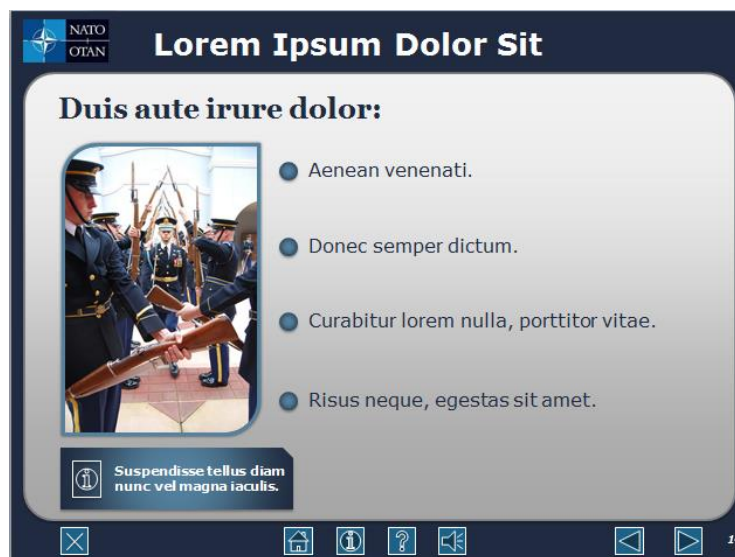 NATO
OTAN
Lorem Ipsum Dolor Sit
Duis aute irure dolor:
Aenean venenati.
Donec semper dictum.
Curabitur lorem nulla, porttitor vitae.
Risus neque, egestas sit amet.
Suspendisse tellus diam
nunc vel magna iaculis.